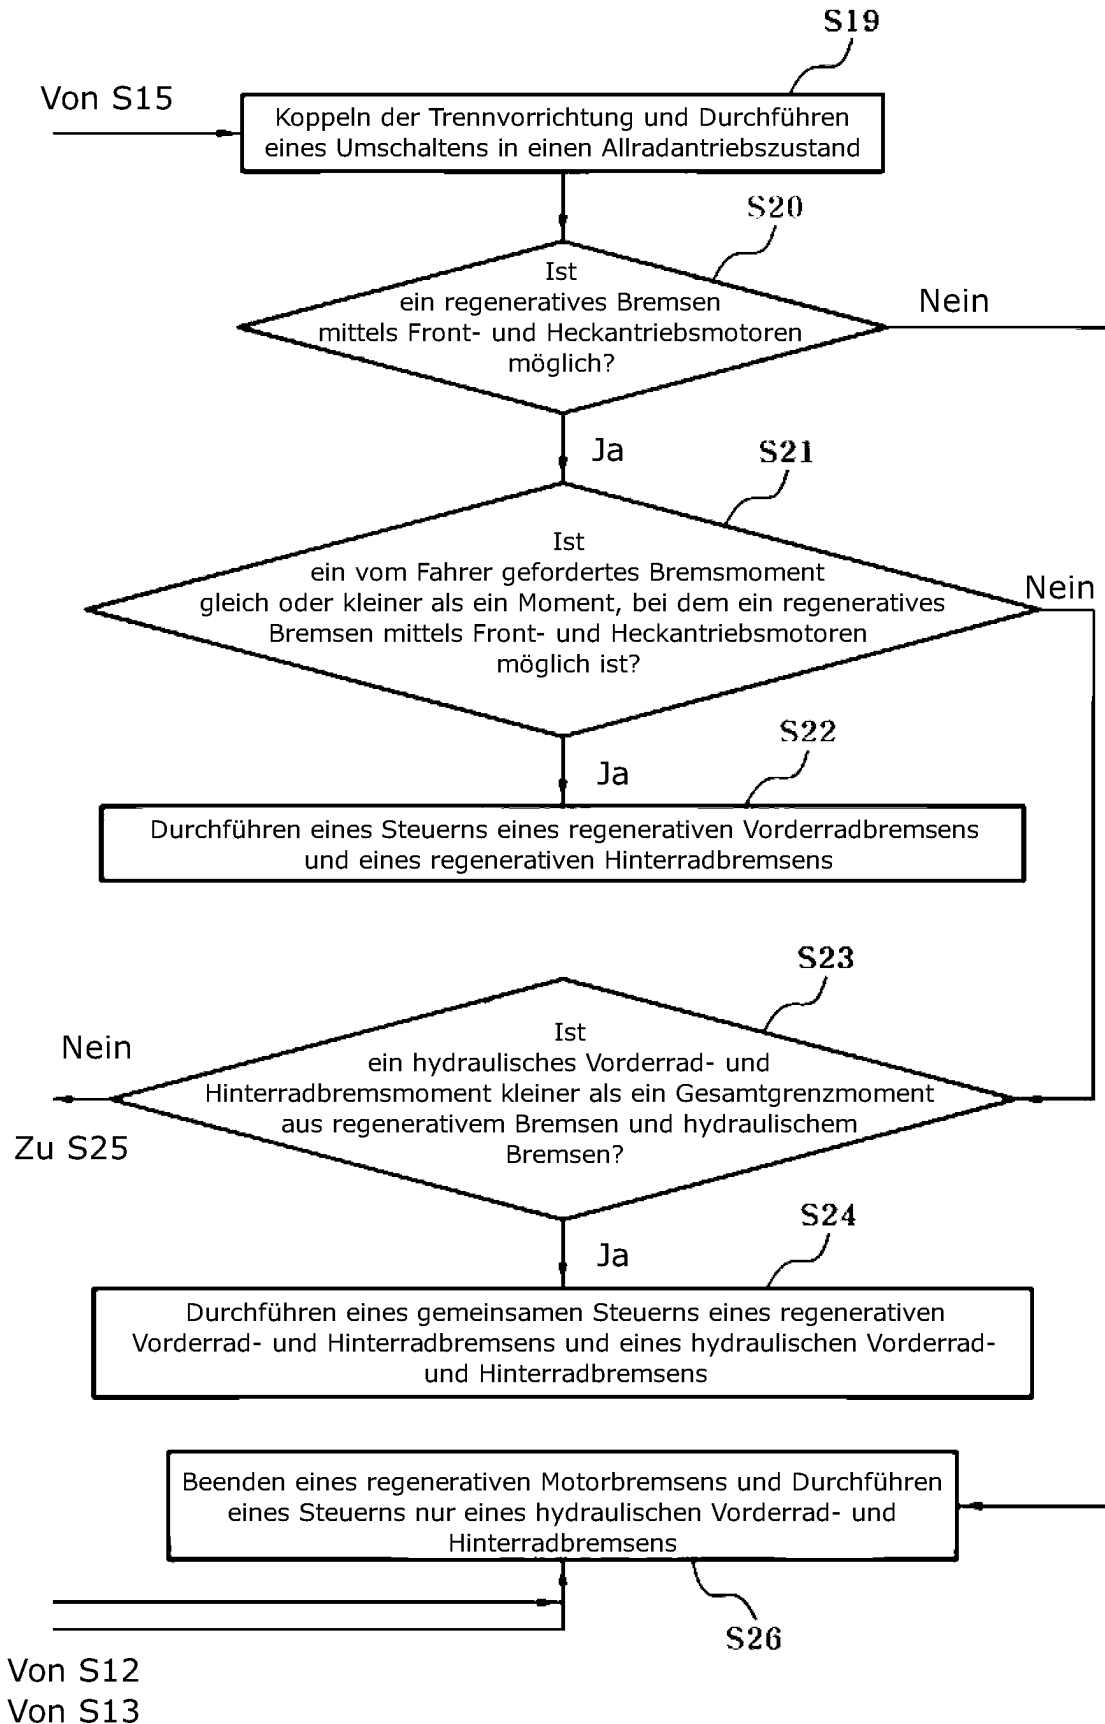 S19
Von S15
Koppeln der Trennvorrichtung und Durchführen
eines Umschaltens in einen Allradantriebszustand
S20
Ist
ein regeneratives Bremsen
mittels Front- und Heckantriebsmotoren
möglich?
Nein
Ja
S21
Ist
ein vom Fahrer gefordertes Bremsmoment
gleich oder kleiner als ein Moment, bei dem ein regeneratives
Bremsen mittels Front- und Heckantriebsmotoren
möglich ist?
Nein
S22
Ja
Durchführen eines Steuerns eines regenerativen Vorderradbremsens
und eines regenerativen Hinterradbremsens
S23
Ist
ein hydraulisches Vorderrad- und
Hinterradbremsmoment kleiner als ein Gesamtgrenzmoment
aus regenerativem Bremsen und hydraulischem
Bremsen?
Nein
Zu S25
S24
Ja
Durchführen eines gemeinsamen Steuerns eines regenerativen
Vorderrad- und Hinterradbremsens und eines hydraulischen Vorderrad-
und Hinterradbremsens
Beenden eines regenerativen Motorbremsens und Durchführen
eines Steuerns nur eines hydraulischen Vorderrad- und
Hinterradbremsens
S26
Von S12
Von S13